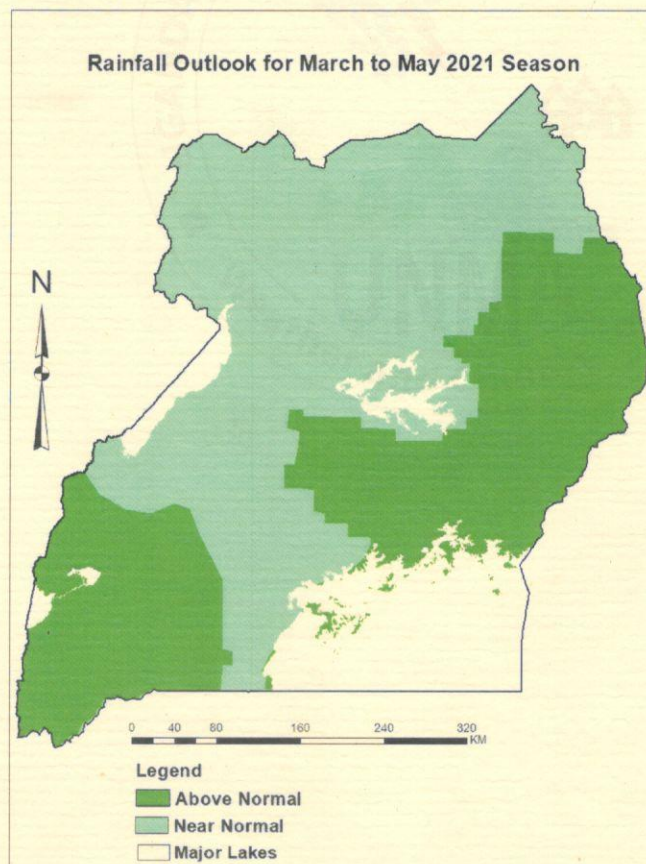 Rainfall Outlook for March to May 2021 Season
N
0 40 80 160 240 320
KM
Legend
Above Normal
Near Normal
Major Lakes